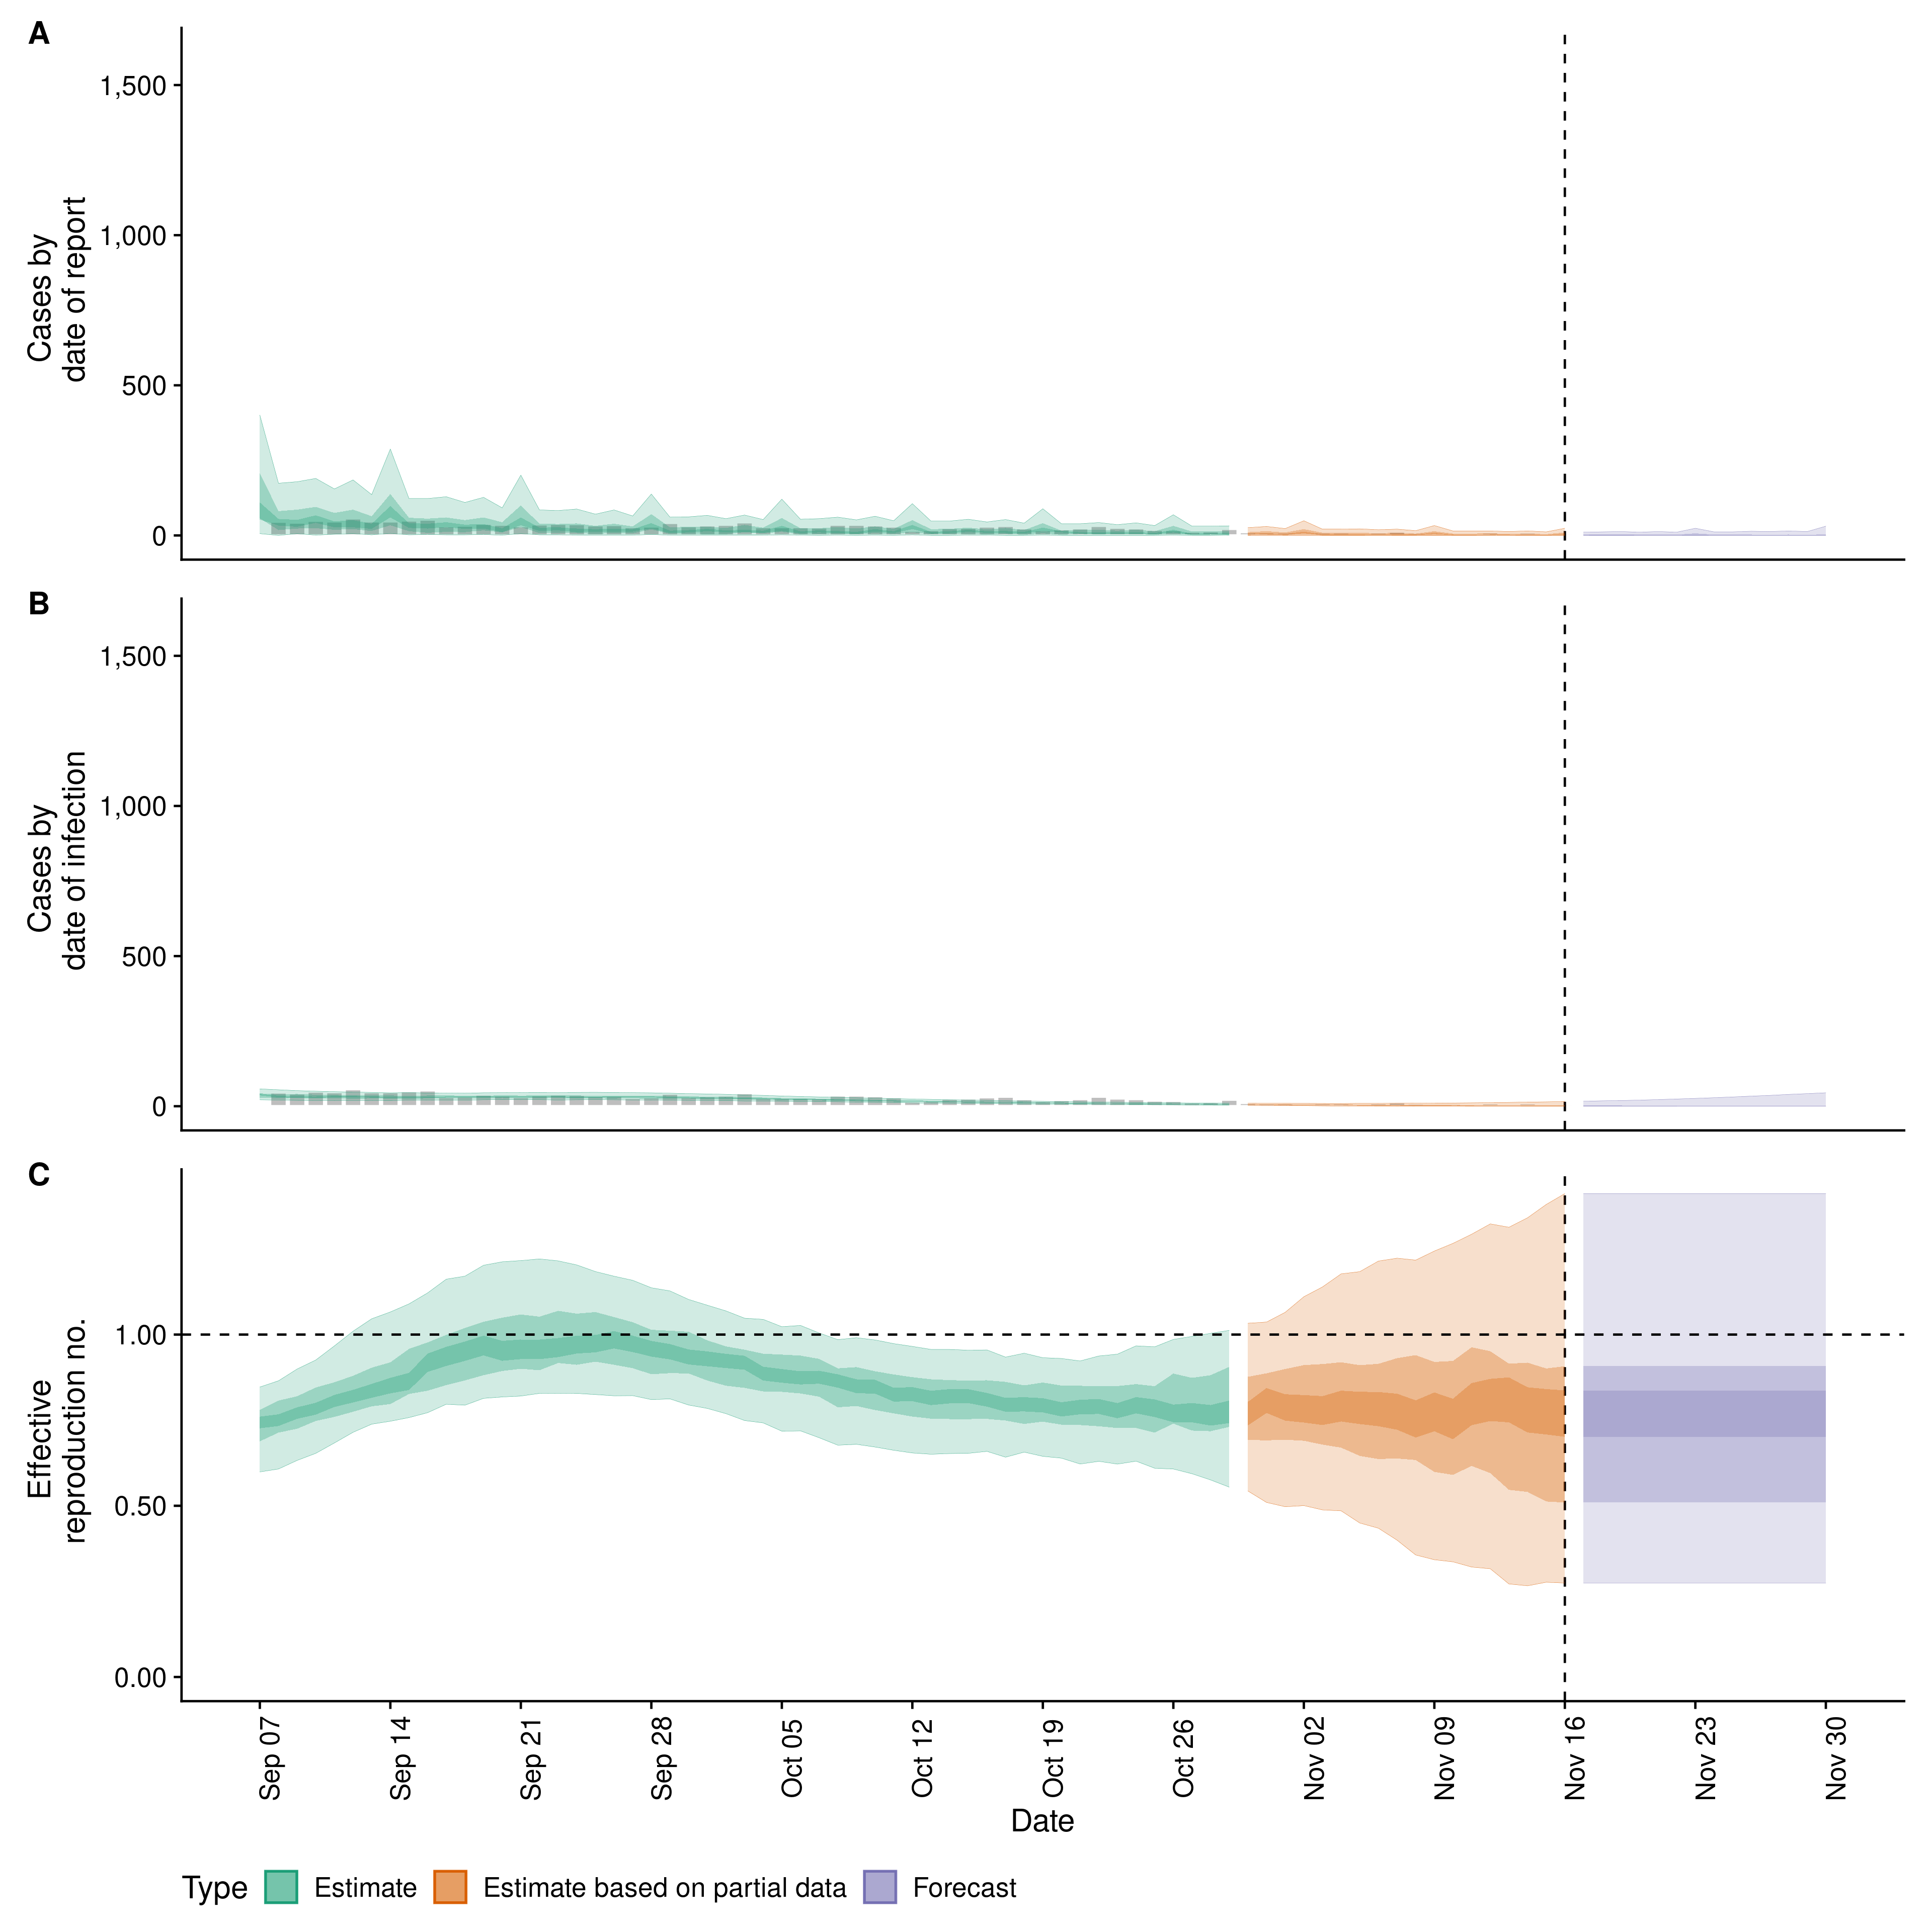 A
Cases by
date of report
1,500
1,000
500
0
B
Cases by
date of infection
1,500
1,000
500
0
C
Effective
reproduction no.
1.00
0.50
0.00
Sep 07
Sep 14
Sep 21
Sep 28
Oct 05
Oct 12
Oct 19
Oct 26
Nov 02
Nov 09
Nov 16
Nov 23
Nov 30
Date
Type Estimate Estimate based on partial data Forecast